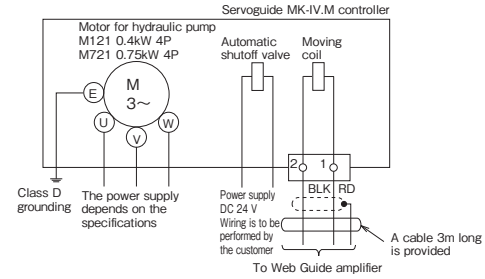 Servoguide MK-IV.M controller
Motor for hydraulic pump
M121 0.4kW 4P
M721 0.75kW 4P
Automatic
shutoff valve
Moving
coil
E
M
3~
U
V
W
2
1
BLK RD
Class D
grounding
The power supply
depends on the
specifications
Power supply
DC 24 V
Wiring is to be
performed by
the customer
A cable 3m long
is provided
To Web Guide amplifier